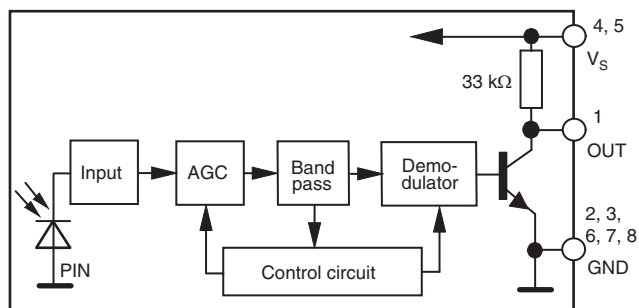 4, 5
V_S
33 kΩ
1
OUT
Input
AGC
Band
pass
Demo-
dulator
2, 3,
6, 7, 8
GND
PIN
Control circuit